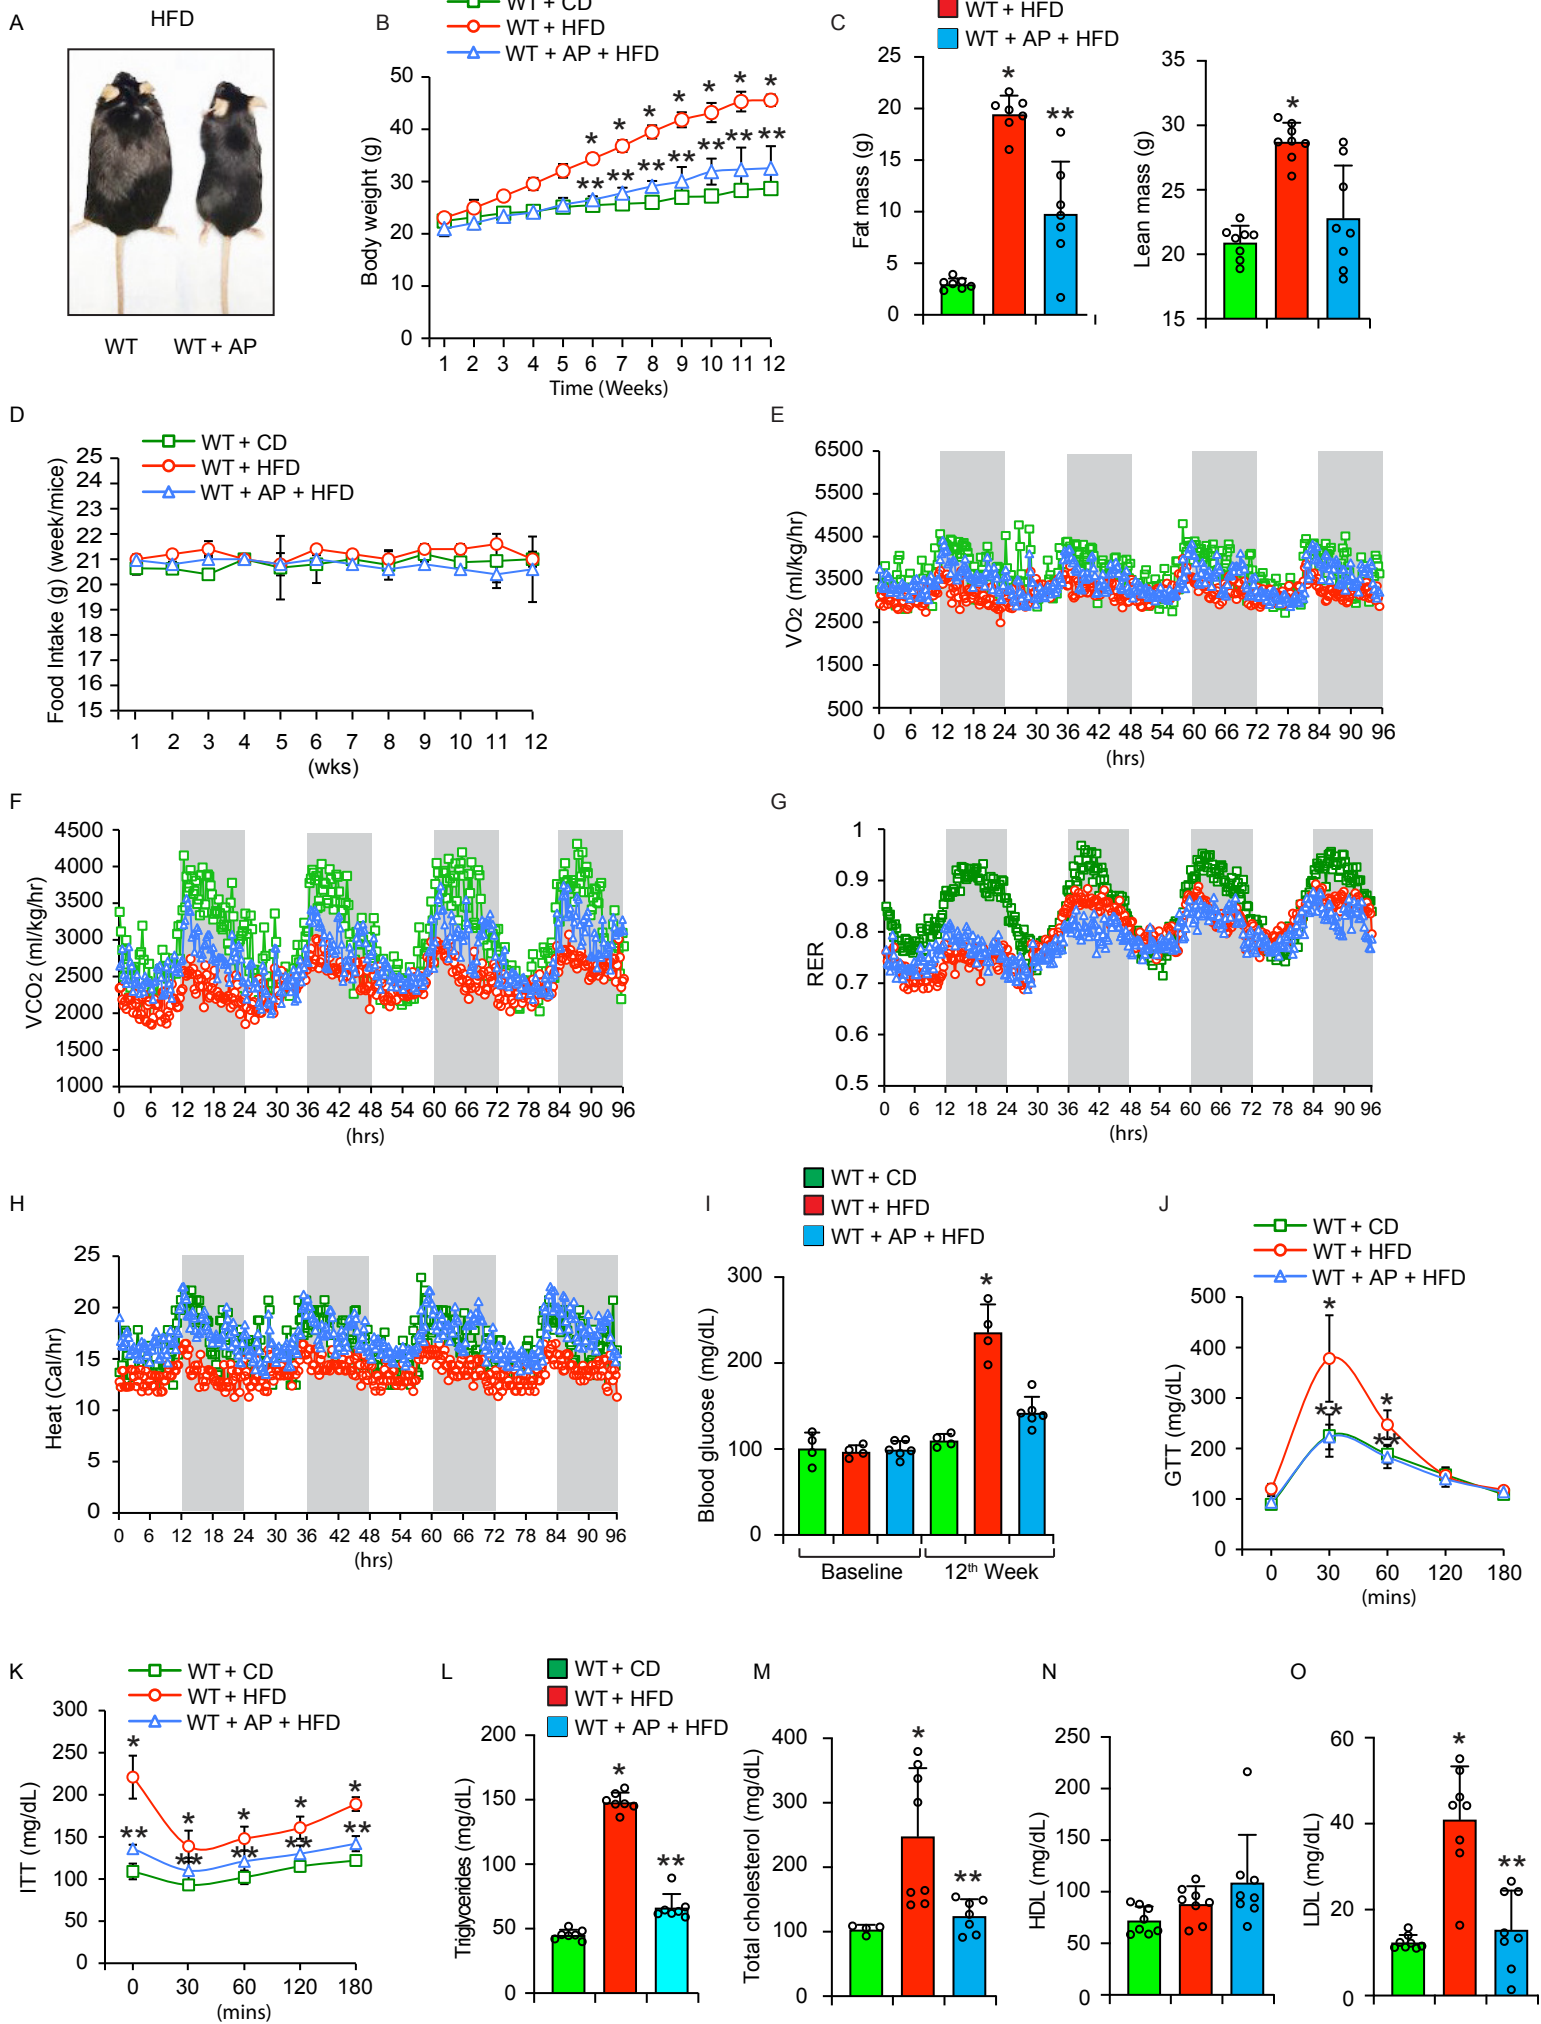 A
HFD
WT
WT + AP
B
WT + CD
WT + HFD
WT + AP + HFD
Body weight (g)
50
40
30
20
10
0
* * * * * * *
** ** ** ** ** ** **
1 2 3 4 5 6 7 8 9 10 11 12
Time (Weeks)
C
WT + HFD
WT + AP + HFD
Fat mass (g)
25
20
15
10
5
0
*
**
Lean mass (g)
35
30
25
20
15
*
D
WT + CD
WT + HFD
WT + AP + HFD
Food Intake (g) (week/mice)
25
24
23
22
21
20
19
18
17
16
15
1 2 3 4 5 6 7 8 9 10 11 12
(wks)
E
VO2 (ml/kg/hr)
6500
5500
4500
3500
2500
1500
500
0 6 12 18 24 30 36 42 48 54 60 66 72 78 84 90 96
(hrs)
F
VCO2 (ml/kg/hr)
4500
4000
3500
3000
2500
2000
1500
1000
0 6 12 18 24 30 36 42 48 54 60 66 72 78 84 90 96
(hrs)
G
RER
1
0.9
0.8
0.7
0.6
0.5
0 6 12 18 24 30 36 42 48 54 60 66 72 78 84 90 96
(hrs)
H
Heat (Cal/hr)
25
20
15
10
5
0
0 6 12 18 24 30 36 42 48 54 60 66 72 78 84 90 96
(hrs)
I
WT + CD
WT + HFD
WT + AP + HFD
Blood glucose (mg/dL)
300
200
100
0
*
Baseline
12th Week
J
WT + CD
WT + HFD
WT + AP + HFD
GTT (mg/dL)
500
400
300
200
100
0
* *
** **
0 30 60 120 180
(mins)
K
WT + CD
WT + HFD
WT + AP + HFD
ITT (mg/dL)
300
250
200
150
100
50
0
* * * * *
** ** ** ** **
0 30 60 120 180
(mins)
L
WT + CD
WT + HFD
WT + AP + HFD
Triglycerides (mg/dL)
200
150
100
50
0
*
**
M
Total cholesterol (mg/dL)
400
300
200
100
0
*
**
N
HDL (mg/dL)
250
200
150
100
50
0
O
LDL (mg/dL)
60
40
20
0
*
**